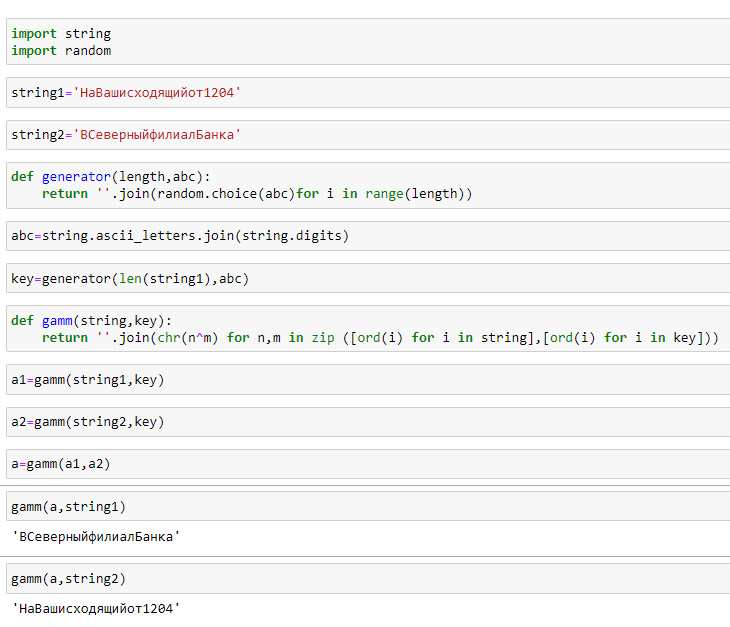 import string
import random
string1='НаВашисходящийот1204'
string2='ВСеверныйфилиалБанка'
def generator(length,abc):
    return ''.join(random.choice(abc)for i in range(length))
abc=string.ascii_letters.join(string.digits)
key=generator(len(string1),abc)
def gamm(string,key):
    return ''.join(chr(n^m) for n,m in zip ([ord(i) for i in string],[ord(i) for i in key]))
a1=gamm(string1,key)
a2=gamm(string2,key)
a=gamm(a1,a2)
gamm(a,string1)
'ВСеверныйфилиалБанка'
gamm(a,string2)
'НаВашисходящийот1204'